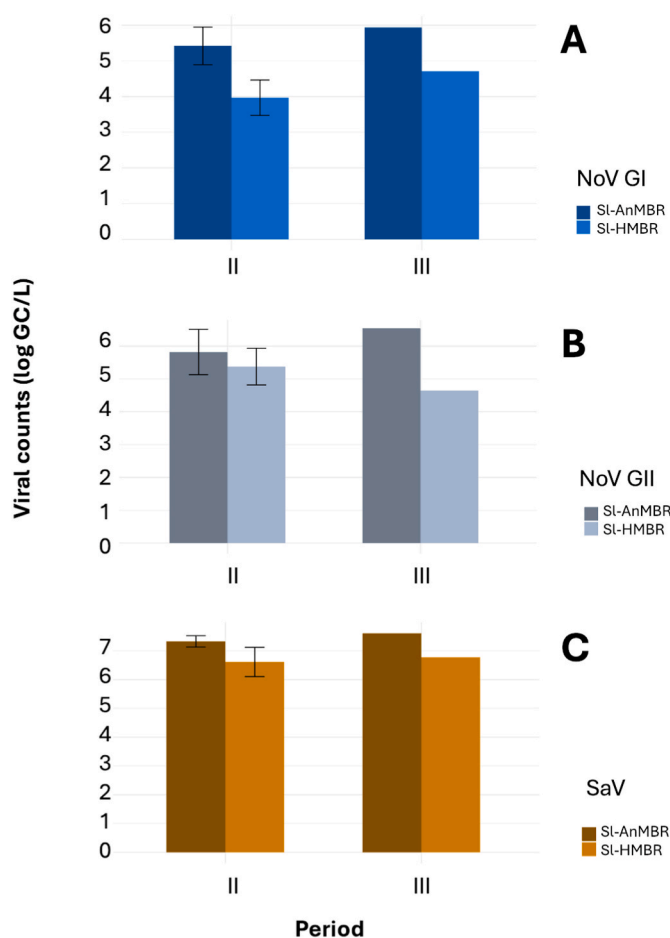 Viral counts (log GC/L)
6
5
4
3
2
1
0
II
III
A
NoV GI
Sl-AnMBR
Sl-HMBR
6
5
4
3
2
1
0
II
III
B
NoV GII
Sl-AnMBR
Sl-HMBR
7
6
5
4
3
2
1
0
II
III
C
SaV
Sl-AnMBR
Sl-HMBR
Period